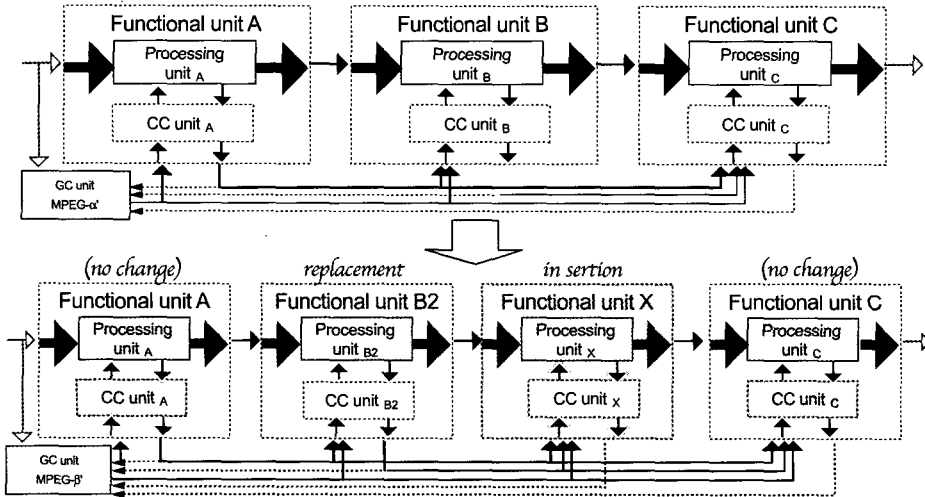 Functional unit A
Functional unit B
Functional unit C
Processing
unit A
Processing
unit B
Processing
unit C
CC unit A
CC unit B
CC unit C
GC unit
MPEG-α'
(no change)
replacement
in sertion
(no change)
Functional unit A
Functional unit B2
Functional unit X
Functional unit C
Processing
unit A
Processing
unit B2
Processing
unit X
Processing
unit C
CC unit A
CC unit B2
CC unit X
CC unit C
GC unit
MPEG-β'